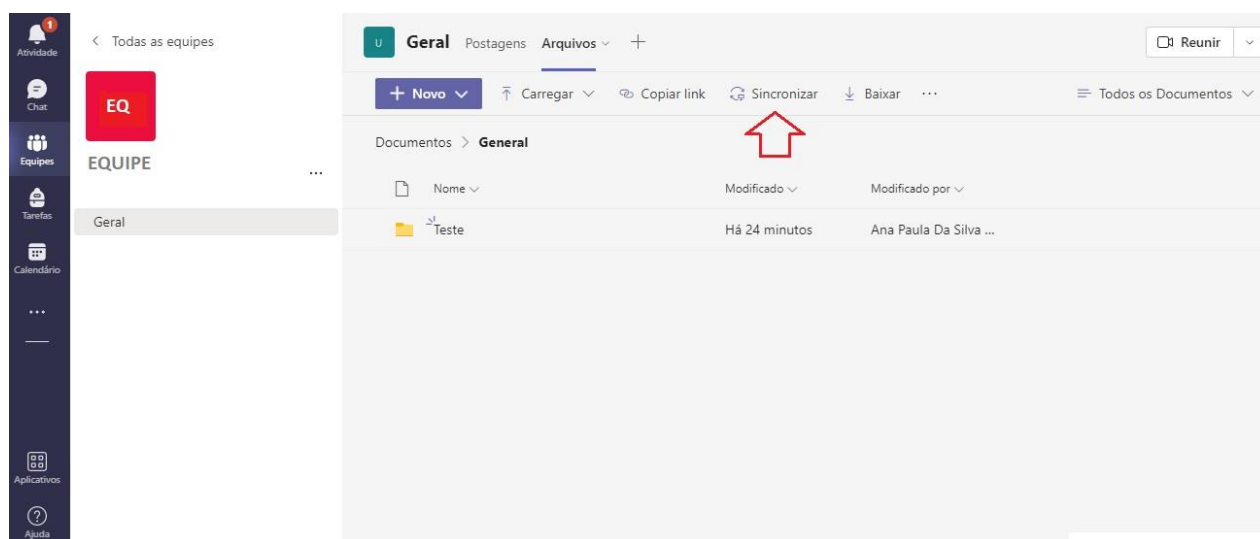 1
Atividade
Chat
Equipes
Tarefas
Calendário
...
Aplicativos
Ajuda
< Todas as equipes
EQ
EQUIPE
...
Geral
U Geral Postagens Arquivos +
Reunir
+ Novo Carregar Copiar link Sincronizar Baixar ... Todos os Documentos
Documentos > General
Nome Modificado Modificado por
Teste Há 24 minutos Ana Paula Da Silva ...